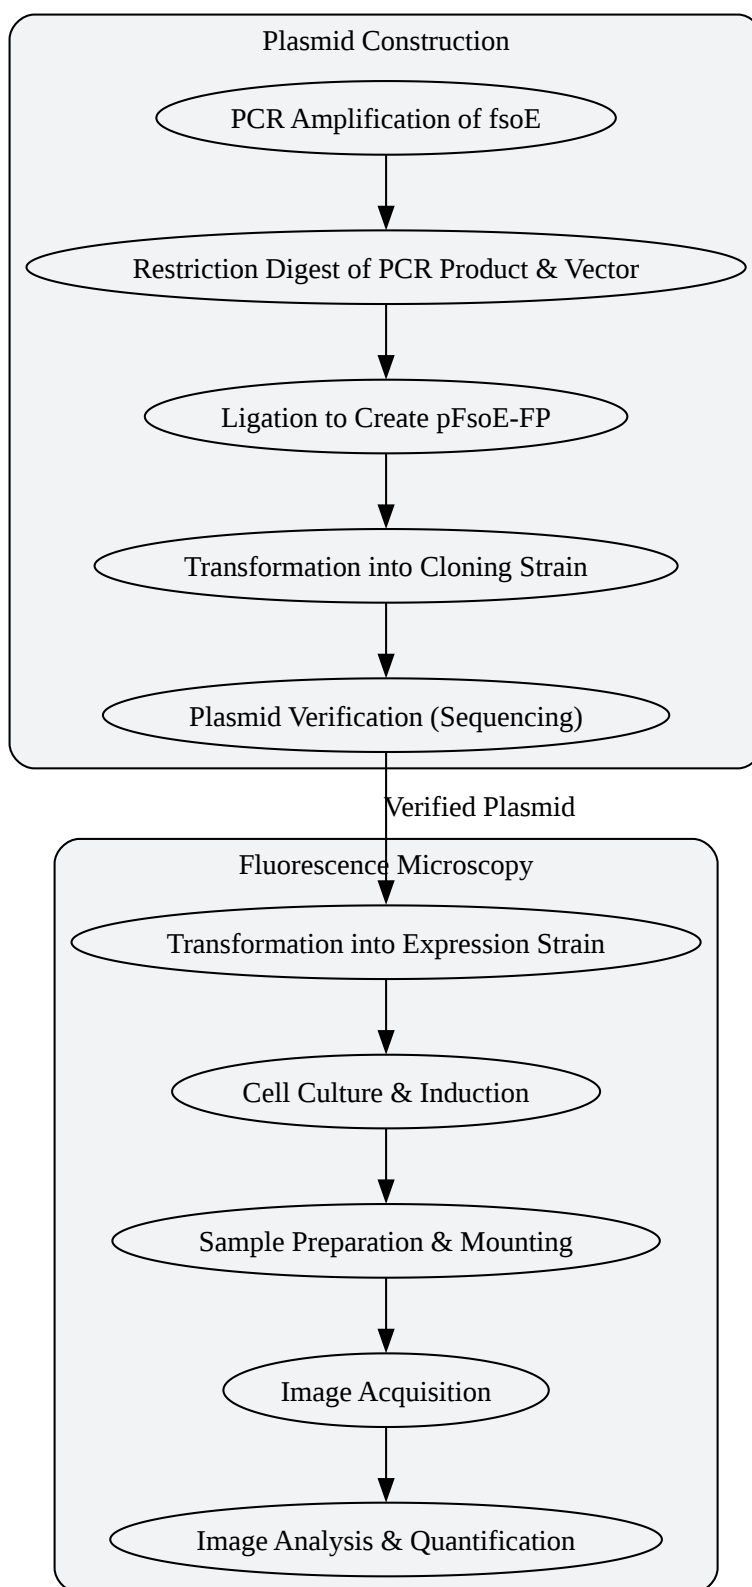 Plasmid Construction
PCR Amplification of fsoE
Restriction Digest of PCR Product & Vector
Ligation to Create pFsoE-FP
Transformation into Cloning Strain
Plasmid Verification (Sequencing)
Verified Plasmid
Fluorescence Microscopy
Transformation into Expression Strain
Cell Culture & Induction
Sample Preparation & Mounting
Image Acquisition
Image Analysis & Quantification